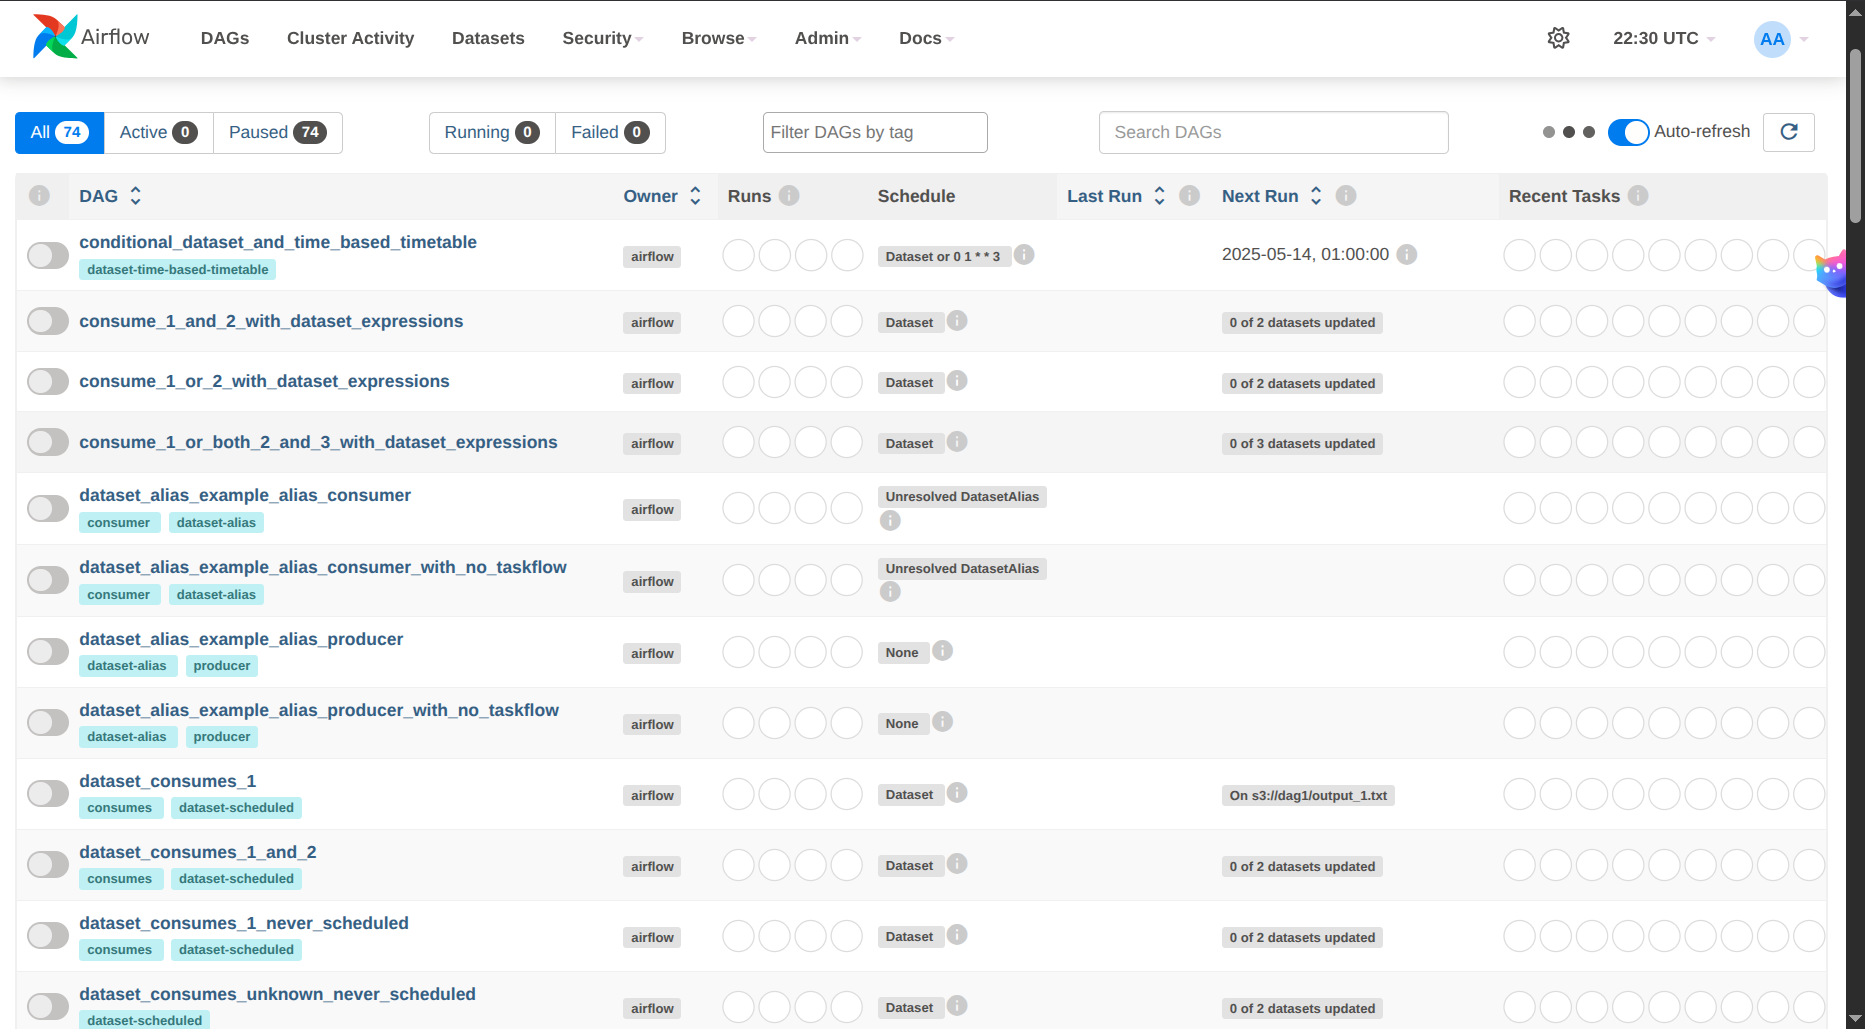 Airflow DAGs Cluster Activity Datasets Security Browse Admin Docs 22:30 UTC AA
All 74 Active 0 Paused 74 Running 0 Failed 0 Filter DAGs by tag Search DAGs Auto-refresh
DAG Owner Runs Schedule Last Run Next Run Recent Tasks
conditional_dataset_and_time_based_timetable
dataset-time-based-timetable
airflow Dataset or 0 1 * * 3 2025-05-14, 01:00:00
consume_1_and_2_with_dataset_expressions airflow Dataset 0 of 2 datasets updated
consume_1_or_2_with_dataset_expressions airflow Dataset 0 of 2 datasets updated
consume_1_or_both_2_and_3_with_dataset_expressions airflow Dataset 0 of 3 datasets updated
dataset_alias_example_alias_consumer
consumer dataset-alias
airflow Unresolved DatasetAlias
dataset_alias_example_alias_consumer_with_no_taskflow
consumer dataset-alias
airflow Unresolved DatasetAlias
dataset_alias_example_alias_producer
dataset-alias producer
airflow None
dataset_alias_example_alias_producer_with_no_taskflow
dataset-alias producer
airflow None
dataset_consumes_1
consumes dataset-scheduled
airflow Dataset On s3://dag1/output_1.txt
dataset_consumes_1_and_2
consumes dataset-scheduled
airflow Dataset 0 of 2 datasets updated
dataset_consumes_1_never_scheduled
consumes dataset-scheduled
airflow Dataset 0 of 2 datasets updated
dataset_consumes_unknown_never_scheduled
dataset-scheduled
airflow Dataset 0 of 2 datasets updated